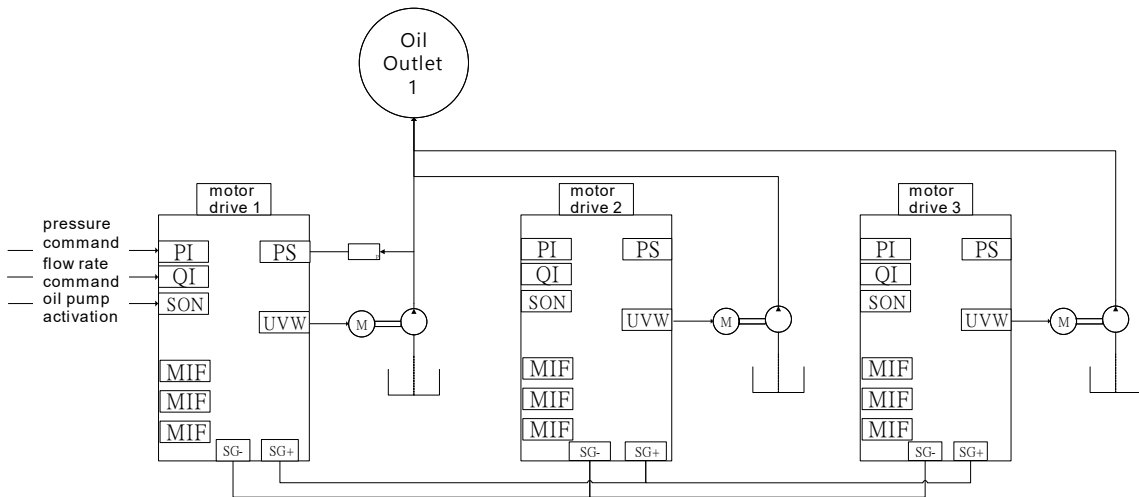 Oil
Outlet
1
motor
drive 1
motor
drive 2
motor
drive 3
pressure
command
flow rate
command
oil pump
activation
PI
QI
SON
PS
UVW
M
MIF
MIF
MIF
SG-
SG+
PI
QI
SON
PS
UVW
M
MIF
MIF
MIF
SG-
SG+
PI
QI
SON
PS
UVW
M
MIF
MIF
MIF
SG-
SG+